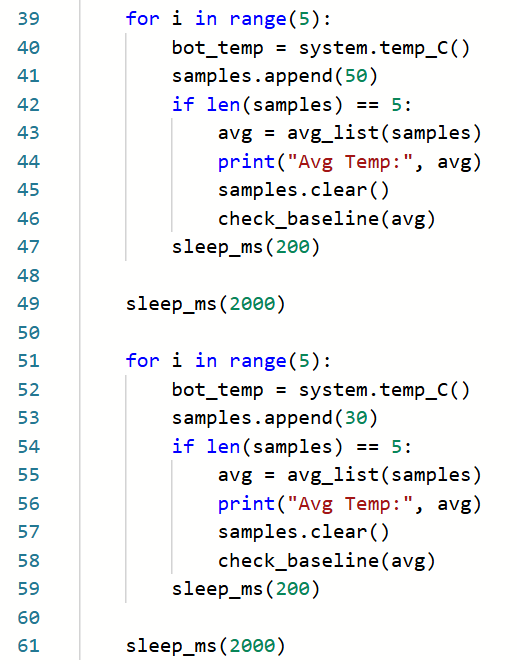 39 for i in range(5):
40 bot_temp = system.temp_C()
41 samples.append(50)
42 if len(samples) == 5:
43 avg = avg_list(samples)
44 print("Avg Temp:", avg)
45 samples.clear()
46 check_baseline(avg)
47 sleep_ms(200)
48
49 sleep_ms(2000)
50
51 for i in range(5):
52 bot_temp = system.temp_C()
53 samples.append(30)
54 if len(samples) == 5:
55 avg = avg_list(samples)
56 print("Avg Temp:", avg)
57 samples.clear()
58 check_baseline(avg)
59 sleep_ms(200)
60
61 sleep_ms(2000)